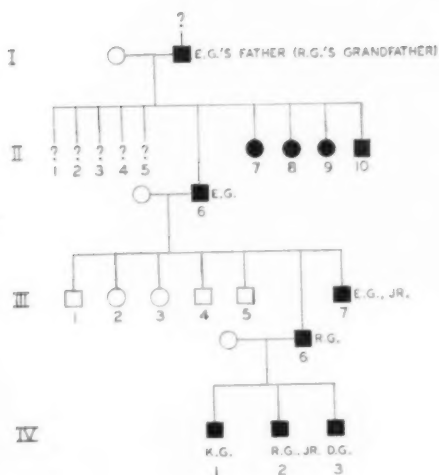 ?
I
E.G.'S FATHER (R.G.'S GRANDFATHER)
? ? ? ? ?
1 2 3 4 5 7 8 9 10
II
E.G.
6
III
1 2 3 4 5 7
E.G., JR.
R.G.
6
IV
K.G. R.G., JR. D.G.
1 2 3